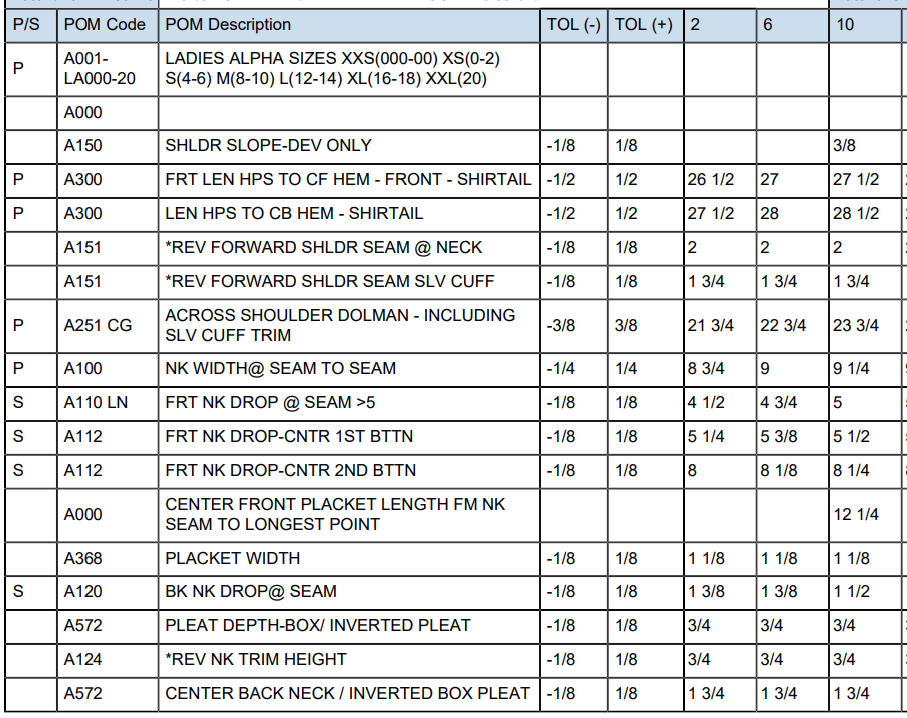 P/S POM Code POM Description TOL (-) TOL (+) 2 6 10
P A001-LA000-20 LADIES ALPHA SIZES XXS(000-00) XS(0-2)
S(4-6) M(8-10) L(12-14) XL(16-18) XXL(20)
A000
A150 SHLDR SLOPE-DEV ONLY -1/8 1/8 3/8
P A300 FRT LEN HPS TO CF HEM - FRONT - SHIRTAIL -1/2 1/2 26 1/2 27 27 1/2
P A300 LEN HPS TO CB HEM - SHIRTAIL -1/2 1/2 27 1/2 28 28 1/2
A151 *REV FORWARD SHLDR SEAM @ NECK -1/8 1/8 2 2 2
A151 *REV FORWARD SHLDR SEAM SLV CUFF -1/8 1/8 1 3/4 1 3/4 1 3/4
P A251 CG ACROSS SHOULDER DOLMAN - INCLUDING
SLV CUFF TRIM -3/8 3/8 21 3/4 22 3/4 23 3/4
P A100 NK WIDTH@ SEAM TO SEAM -1/4 1/4 8 3/4 9 9 1/4
S A110 LN FRT NK DROP @ SEAM >5 -1/8 1/8 4 1/2 4 3/4 5
S A112 FRT NK DROP-CNTR 1ST BTTN -1/8 1/8 5 1/4 5 3/8 5 1/2
S A112 FRT NK DROP-CNTR 2ND BTTN -1/8 1/8 8 8 1/8 8 1/4
A000 CENTER FRONT PLACKET LENGTH FM NK
SEAM TO LONGEST POINT 12 1/4
A368 PLACKET WIDTH -1/8 1/8 1 1/8 1 1/8 1 1/8
S A120 BK NK DROP@ SEAM -1/8 1/8 1 3/8 1 3/8 1 1/2
A572 PLEAT DEPTH-BOX/ INVERTED PLEAT -1/8 1/8 3/4 3/4 3/4
A124 *REV NK TRIM HEIGHT -1/8 1/8 3/4 3/4 3/4
A572 CENTER BACK NECK / INVERTED BOX PLEAT -1/8 1/8 1 3/4 1 3/4 1 3/4